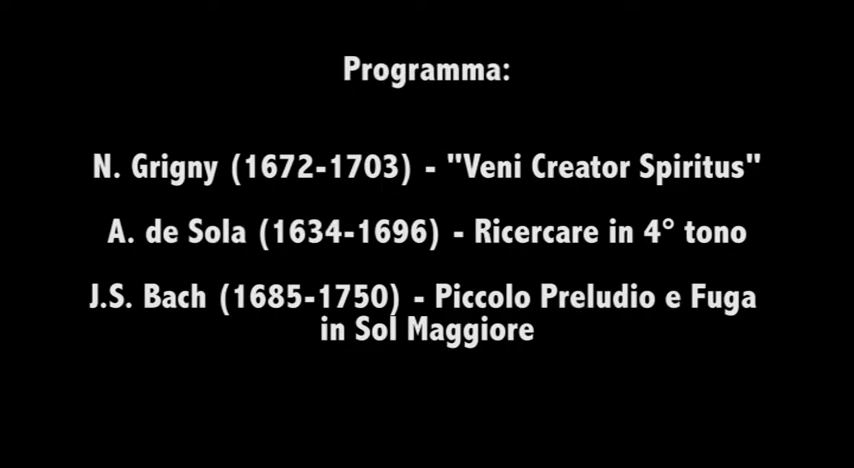 Programma:
N. Grigny (1672-1703) - "Veni Creator Spiritus"
A. de Sola (1634-1696) - Ricercare in 4° tono
J.S. Bach (1685-1750) - Piccolo Preludio e Fuga
in Sol Maggiore